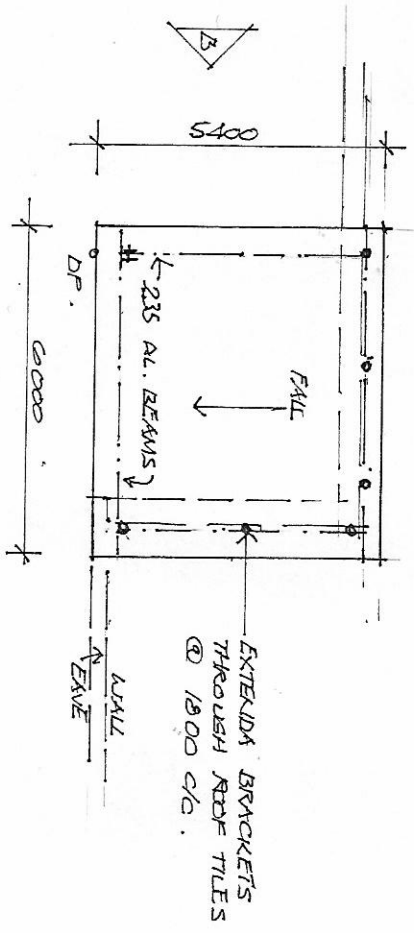 B
5400
6000
DP.
235 AL. BEAMS
FALL
EXTENDA BRACKETS
THROUGH ROOF TILES
@ 1800 C/C.
WALL
EAVE